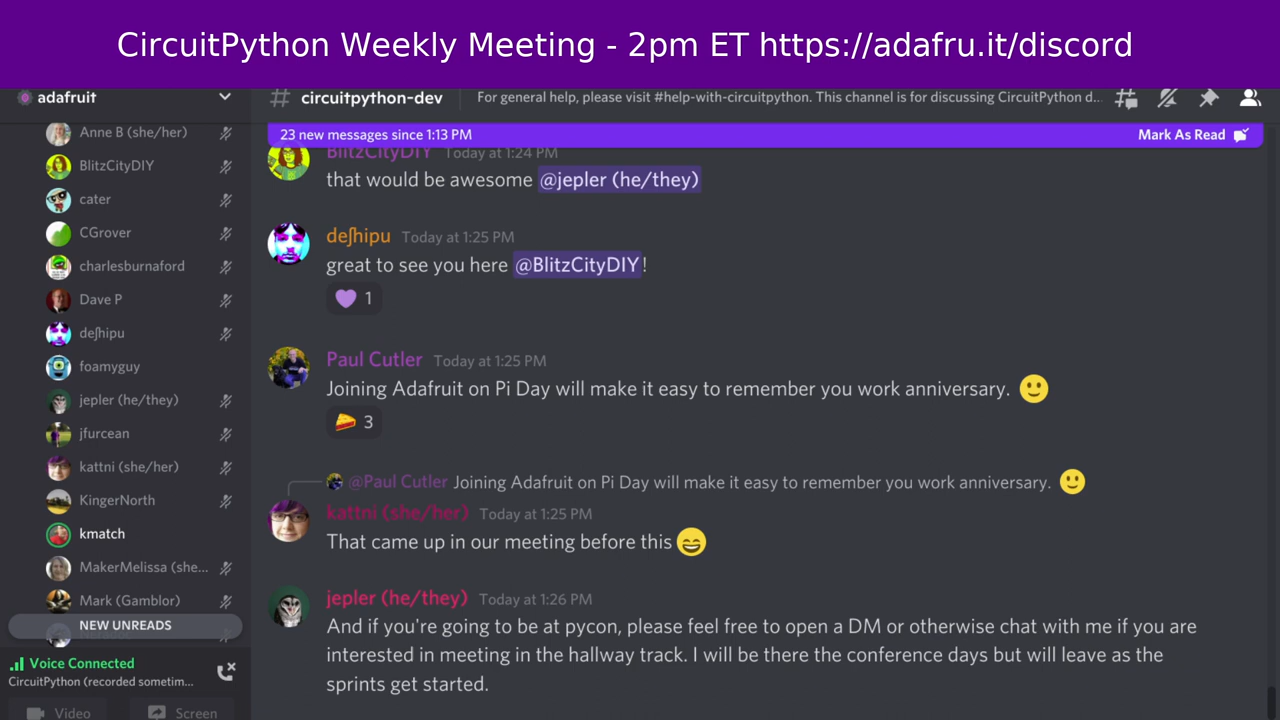 CircuitPython Weekly Meeting - 2pm ET https://adafru.it/discord
adafruit
Anne B (she/her)
BlitzCityDIY
cater
CGrover
charlesburnaford
Dave P
deʃhipu
foamyguy
jepler (he/they)
jfurcean
kattni (she/her)
KingerNorth
kmatch
MakerMelissa (she...
Mark (Gamblor)
NEW UNREADS
Voice Connected
CircuitPython (recorded sometim...
Video
Screen
# circuitpython-dev
For general help, please visit #help-with-circuitpython. This channel is for discussing CircuitPython d...
23 new messages since 1:13 PM
Mark As Read
BlitzCityDIY Today at 1:24 PM
that would be awesome @jepler (he/they)
deʃhipu Today at 1:25 PM
great to see you here @BlitzCityDIY!
💜 1
Paul Cutler Today at 1:25 PM
Joining Adafruit on Pi Day will make it easy to remember you work anniversary. 🙂
🥧 3
@Paul Cutler Joining Adafruit on Pi Day will make it easy to remember you work anniversary. 🙂
kattni (she/her) Today at 1:25 PM
That came up in our meeting before this 😄
jepler (he/they) Today at 1:26 PM
And if you're going to be at pycon, please feel free to open a DM or otherwise chat with me if you are
interested in meeting in the hallway track. I will be there the conference days but will leave as the
sprints get started.